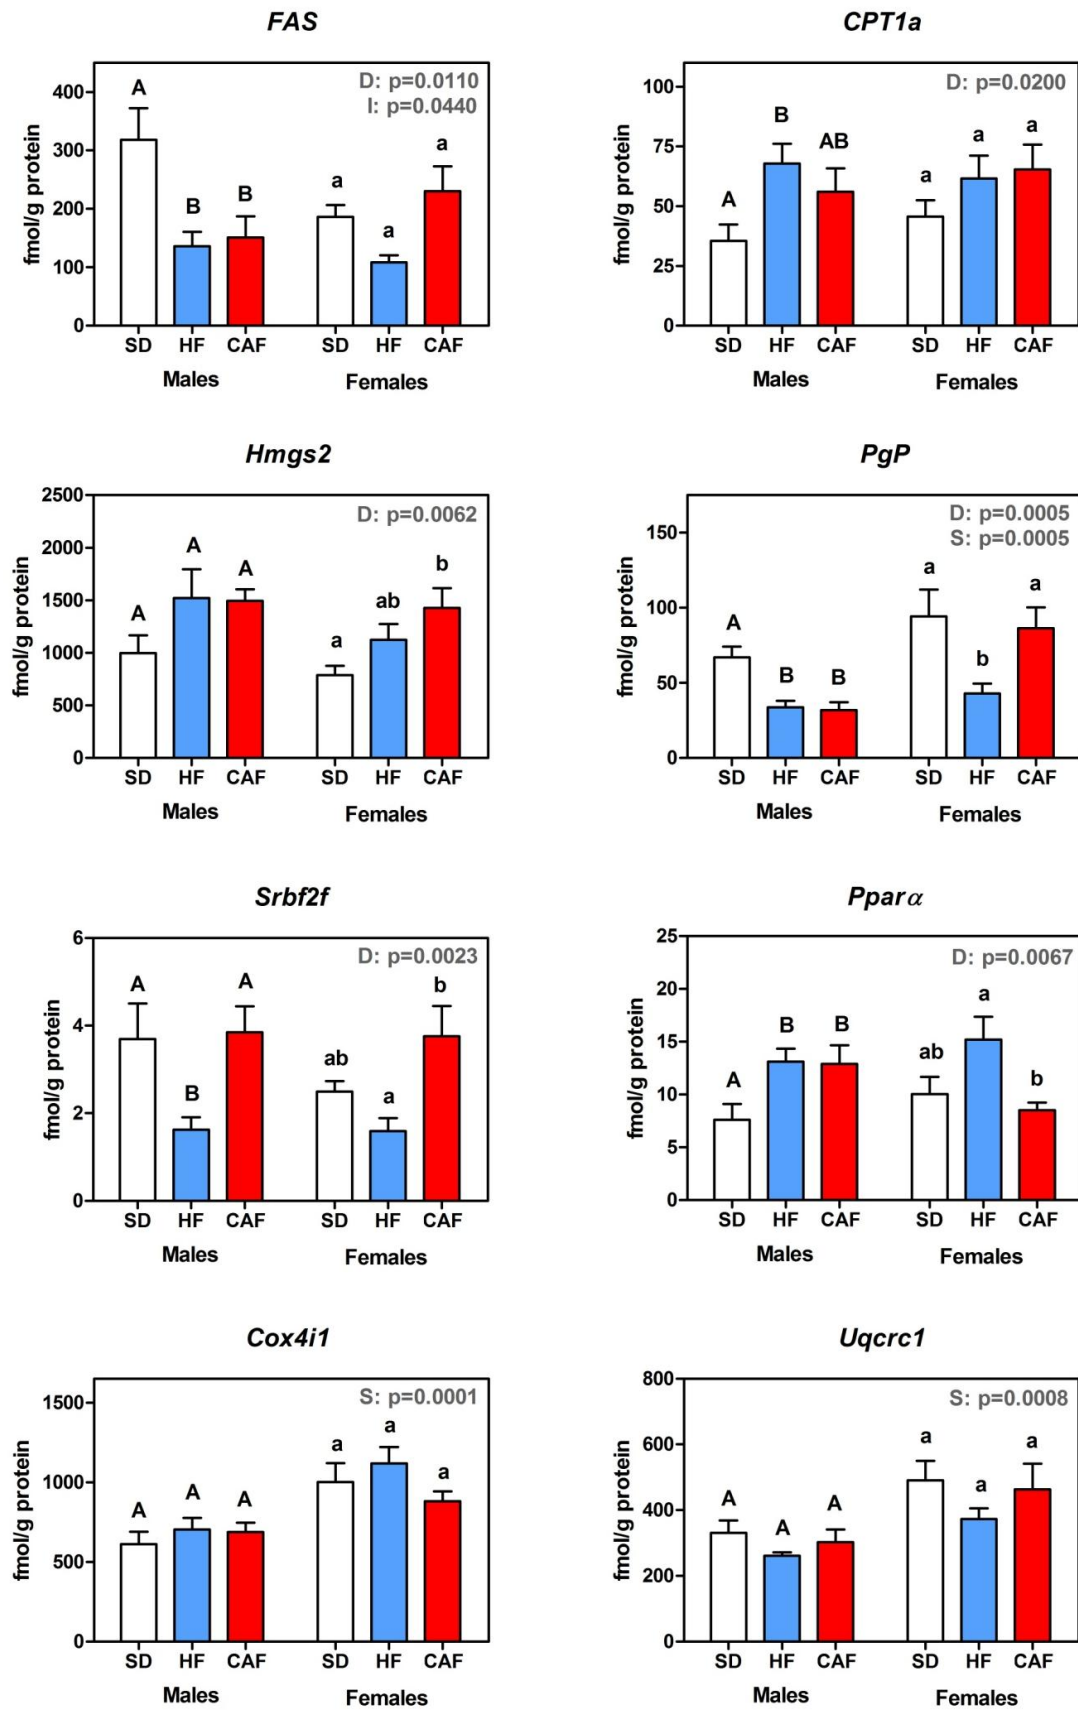 FAS
D: p=0.0110
I: p=0.0440
fmol/g protein
400
300
200
100
0
A
B
B
a
a
a
SD HF CAF SD HF CAF
Males Females
CPT1a
D: p=0.0200
fmol/g protein
100
75
50
25
0
A
B
AB
a
a
a
SD HF CAF SD HF CAF
Males Females
Hmgs2
D: p=0.0062
fmol/g protein
2500
2000
1500
1000
500
0
A
A
A
a
ab
b
SD HF CAF SD HF CAF
Males Females
PgP
D: p=0.0005
S: p=0.0005
fmol/g protein
150
100
50
0
A
B
B
a
b
a
SD HF CAF SD HF CAF
Males Females
Srbf2f
D: p=0.0023
fmol/g protein
6
4
2
0
A
B
A
ab
a
b
SD HF CAF SD HF CAF
Males Females
Pparα
D: p=0.0067
fmol/g protein
25
20
15
10
5
0
A
B
B
ab
a
b
SD HF CAF SD HF CAF
Males Females
Cox4i1
S: p=0.0001
fmol/g protein
1500
1000
500
0
A
A
A
a
a
a
SD HF CAF SD HF CAF
Males Females
Uqcrc1
S: p=0.0008
fmol/g protein
800
600
400
200
0
A
A
A
a
a
a
SD HF CAF SD HF CAF
Males Females